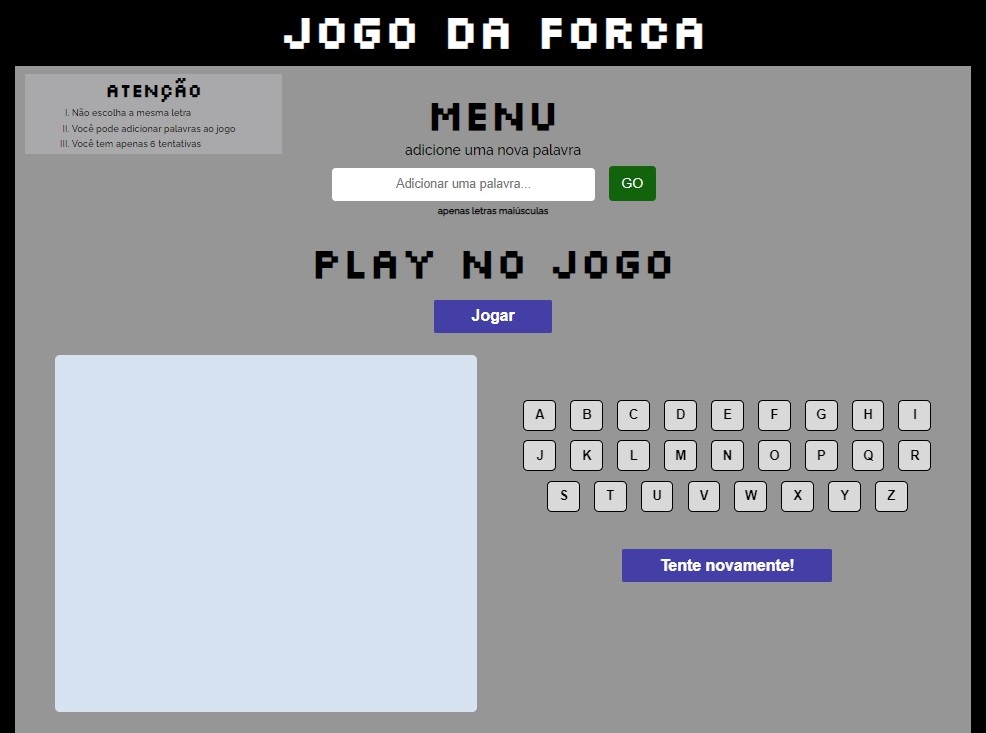 JOGO DA FORCA
ATENÇÃO
I. Não escolha a mesma letra
II. Você pode adicionar palavras ao jogo
III. Você tem apenas 6 tentativas
MENU
adicione uma nova palavra
Adicionar uma palavra... GO
apenas letras maiúsculas
PLAY NO JOGO
Jogar
A B C D E F G H I
J K L M N O P Q R
S T U V W X Y Z
Tente novamente!